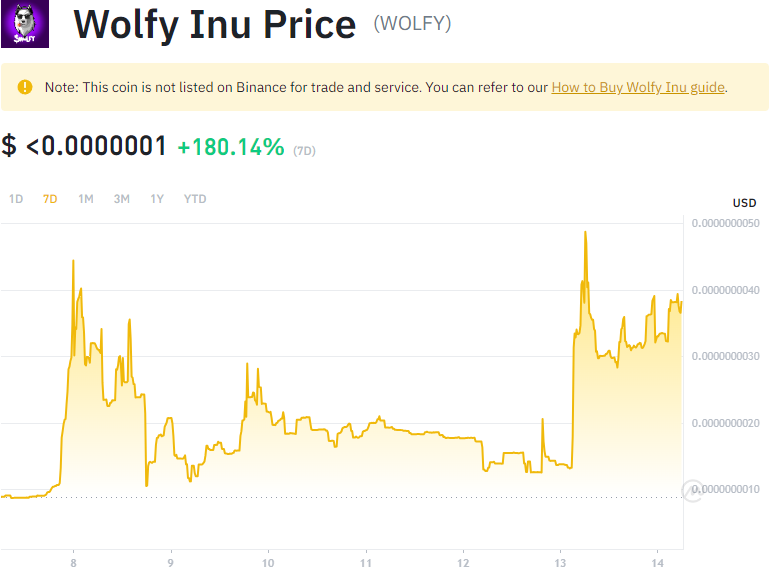 Wolfy Inu Price (WOLFY)
Note: This coin is not listed on Binance for trade and service. You can refer to our How to Buy Wolfy Inu guide.
$ <0.0000001 +180.14% (7D)
1D 7D 1M 3M 1Y YTD
USD
0.0000000050
0.0000000040
0.0000000030
0.0000000020
0.0000000010
8 9 10 11 12 13 14